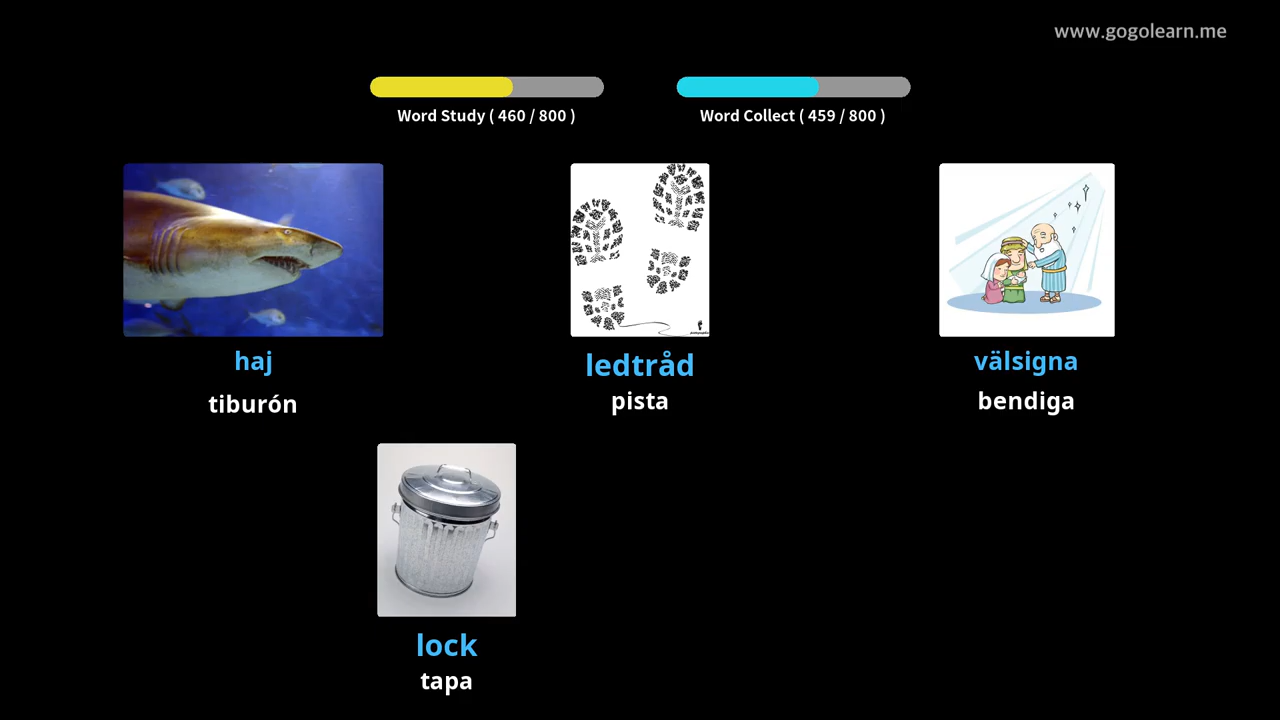 www.gogolearn.me
Word Study ( 460 / 800 )
Word Collect ( 459 / 800 )
haj
tiburón
ledtråd
pista
välsigna
bendiga
lock
tapa